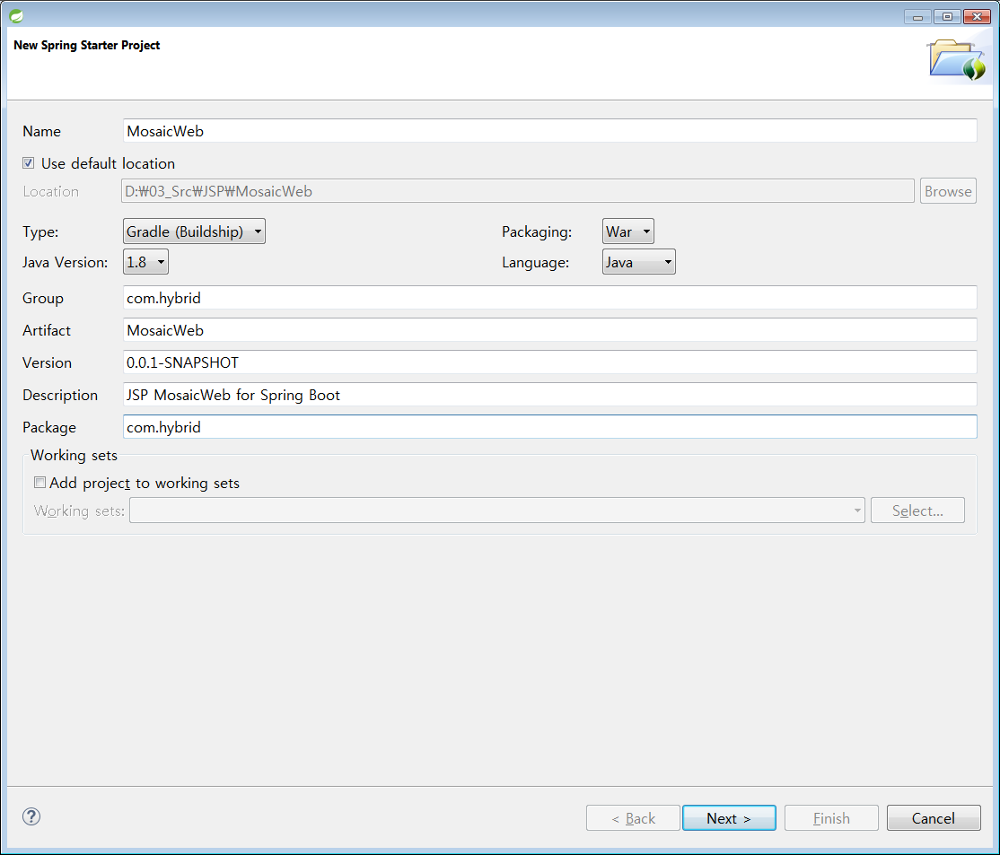 New Spring Starter Project
Name MosaicWeb
Use default location
Location D:₩03_Src₩JSP₩MosaicWeb Browse
Type: Gradle (Buildship) Packaging: War
Java Version: 1.8 Language: Java
Group com.hybrid
Artifact MosaicWeb
Version 0.0.1-SNAPSHOT
Description JSP MosaicWeb for Spring Boot
Package com.hybrid
Working sets
Add project to working sets
Working sets: Select...
? < Back Next > Finish Cancel